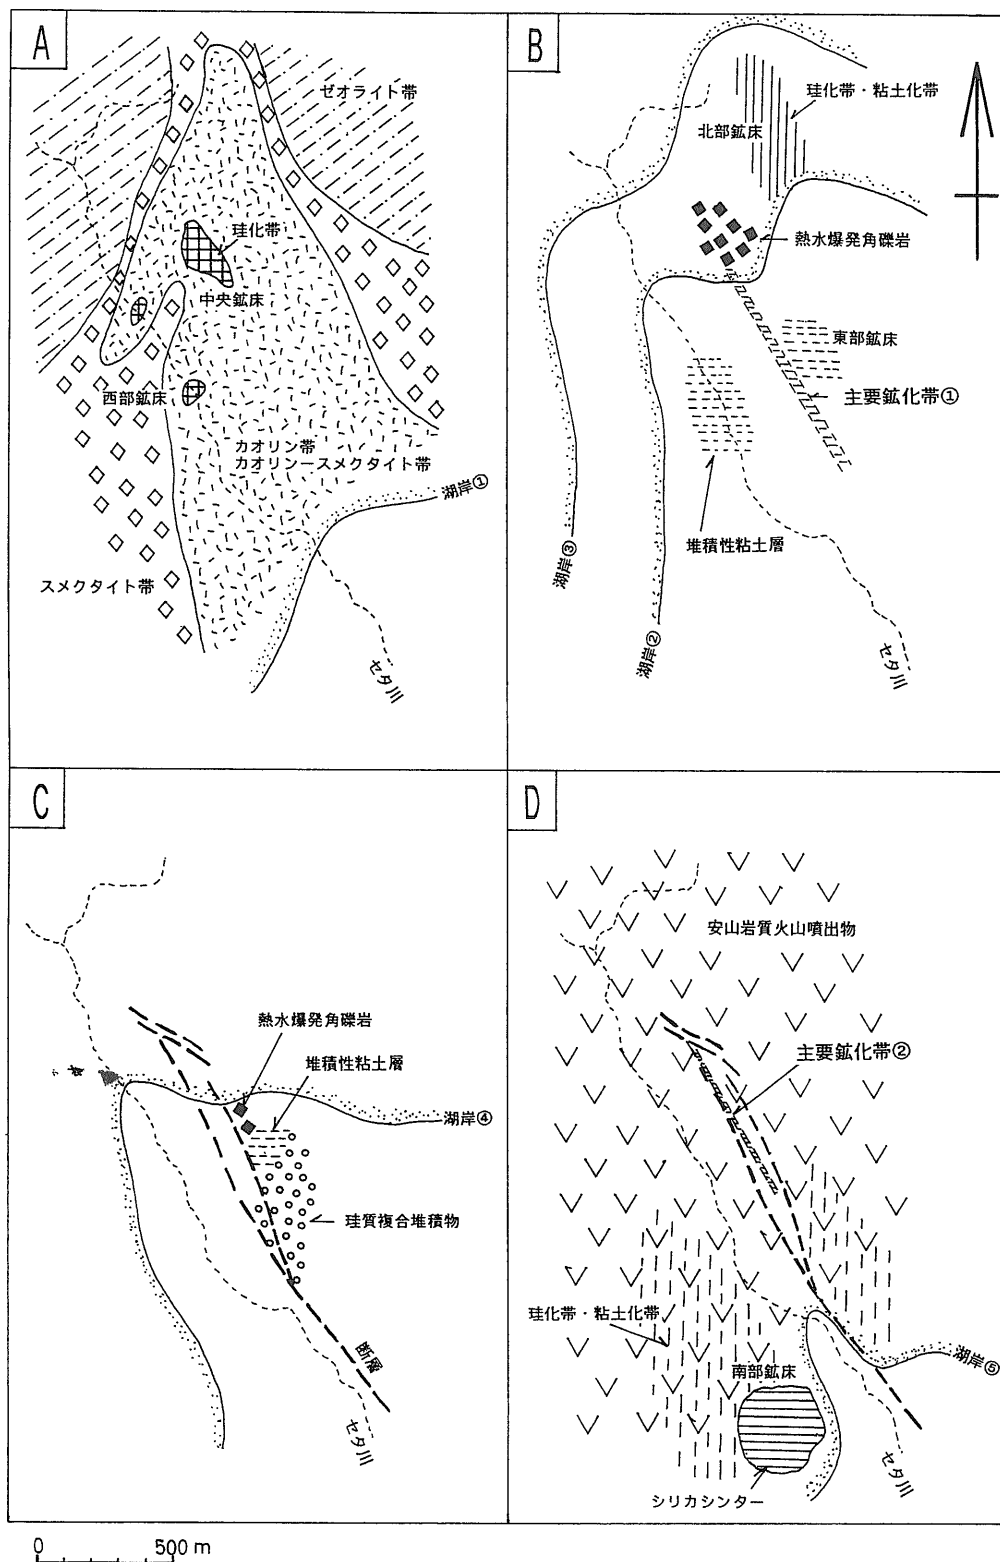 A
ゼオライト帯
珪化帯
中央鉱床
西部鉱床
カオリン帯
カオリンースメクタイト帯
湖岸①
スメクタイト帯
セタ川
B
珪化帯・粘土化帯
北部鉱床
熱水爆発角礫岩
東部鉱床
主要鉱化帯①
堆積性粘土層
湖岸③
湖岸②
セタ川
C
熱水爆発角礫岩
堆積性粘土層
湖岸④
珪質複合堆積物
断層
セタ川
D
安山岩質火山噴出物
主要鉱化帯②
珪化帯・粘土化帯
南部鉱床
湖岸⑤
シリカシンター
セタ川
0 500 m